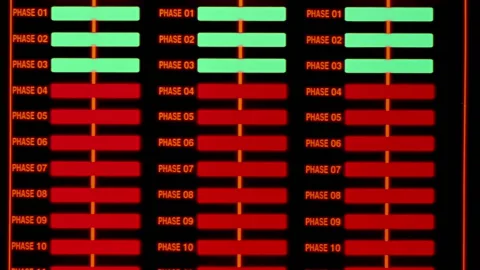 PHASE 01 PHASE 01 PHASE 01
PHASE 02 PHASE 02 PHASE 02
PHASE 03 PHASE 03 PHASE 03
PHASE 04 PHASE 04 PHASE 04
PHASE 05 PHASE 05 PHASE 05
PHASE 06 PHASE 06 PHASE 06
PHASE 07 PHASE 07 PHASE 07
PHASE 08 PHASE 08 PHASE 08
PHASE 09 PHASE 09 PHASE 09
PHASE 10 PHASE 10 PHASE 10